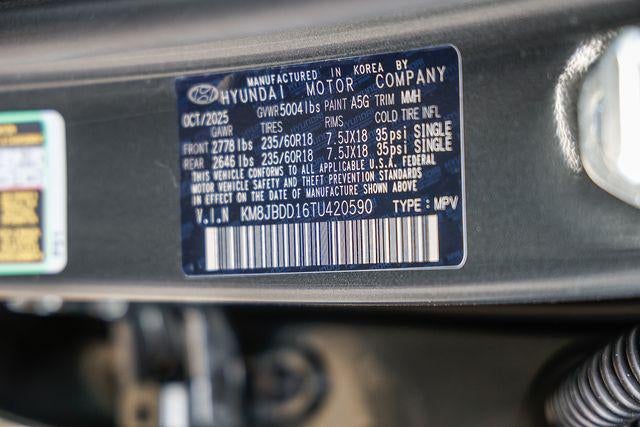 MANUFACTURED IN KOREA BY
HYUNDAI MOTOR COMPANY
OCT/2025 GVWR 5004 lbs PAINT A5G TRIM MMH
GAWR TIRES RIMS COLD TIRE INFL
FRONT 2778 lbs 235/60R18 7.5JX18 35psi SINGLE
REAR 2646 lbs 235/60R18 7.5JX18 35psi SINGLE
THIS VEHICLE CONFORMS TO ALL APPLICABLE U.S.A. FEDERAL
MOTOR VEHICLE SAFETY AND THEFT PREVENTION STANDARDS
IN EFFECT ON THE DATE OF MANUFACTURE SHOWN ABOVE
V.I.N KM8JBDD16TU420590 TYPE: MPV